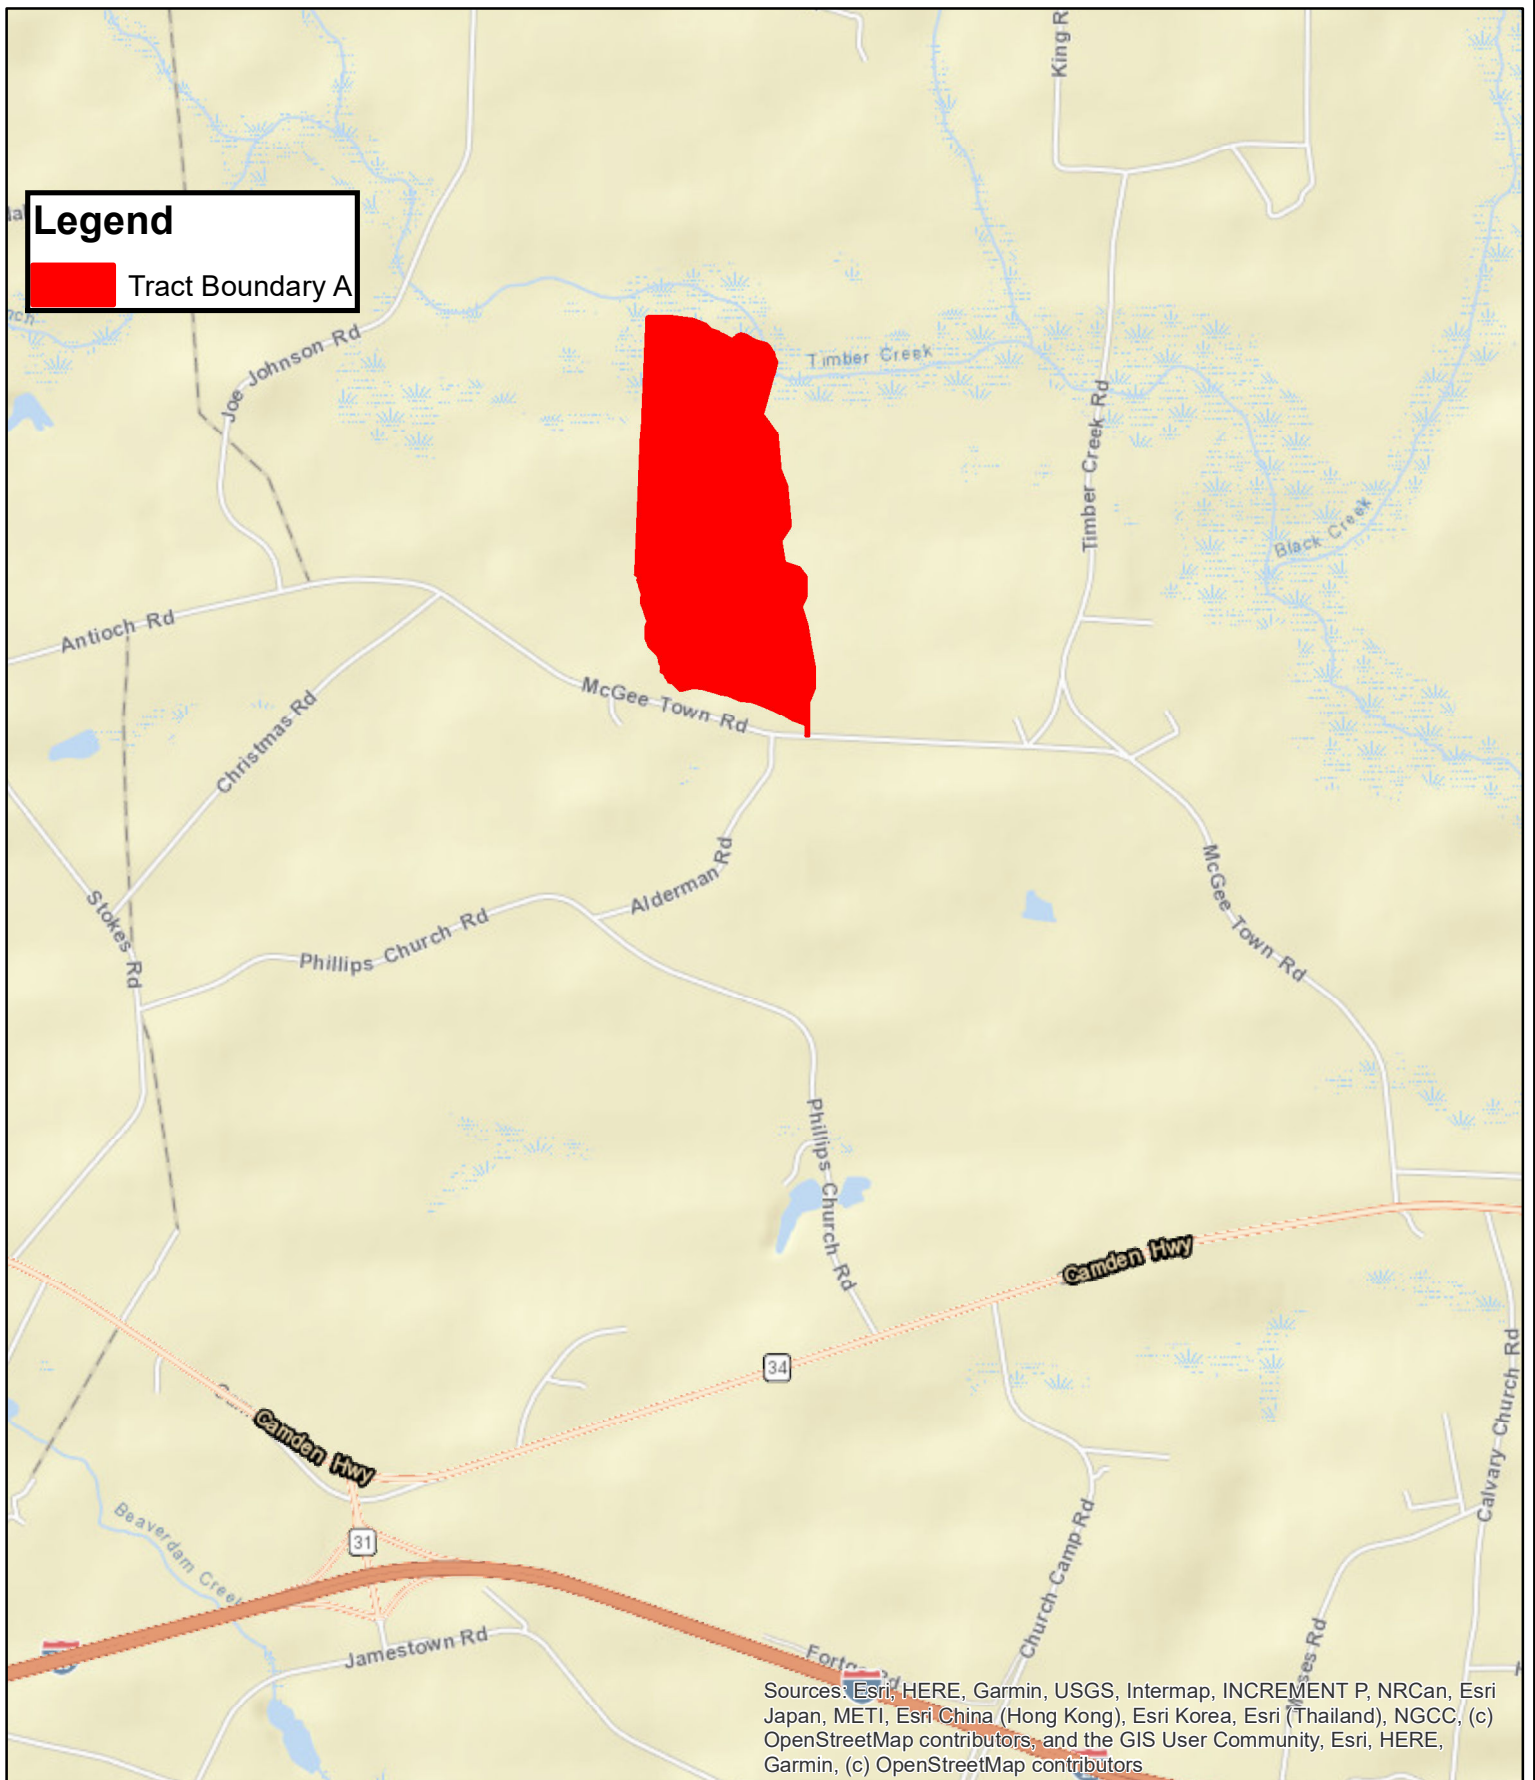 King R
Legend
Tract Boundary A
Joe Johnson Rd
Timber Creek
Timber Creek Rd
Black Creek
Antioch Rd
McGee Town Rd
Christmas Rd
Alderman Rd
McGee Town Rd
Stokes Rd
Phillips Church Rd
Phillips Church Rd
Camden Hwy
34
Calvary Church Rd
Camden Hwy
31
Beaverdam Creek
Church Camp Rd
Jamestown Rd
Sources: Esri, HERE, Garmin, USGS, Intermap, INCREMENT P, NRCan, Esri
Japan, METI, Esri China (Hong Kong), Esri Korea, Esri (Thailand), NGCC, (c)
OpenStreetMap contributors, and the GIS User Community, Esri, HERE,
Garmin, (c) OpenStreetMap contributors